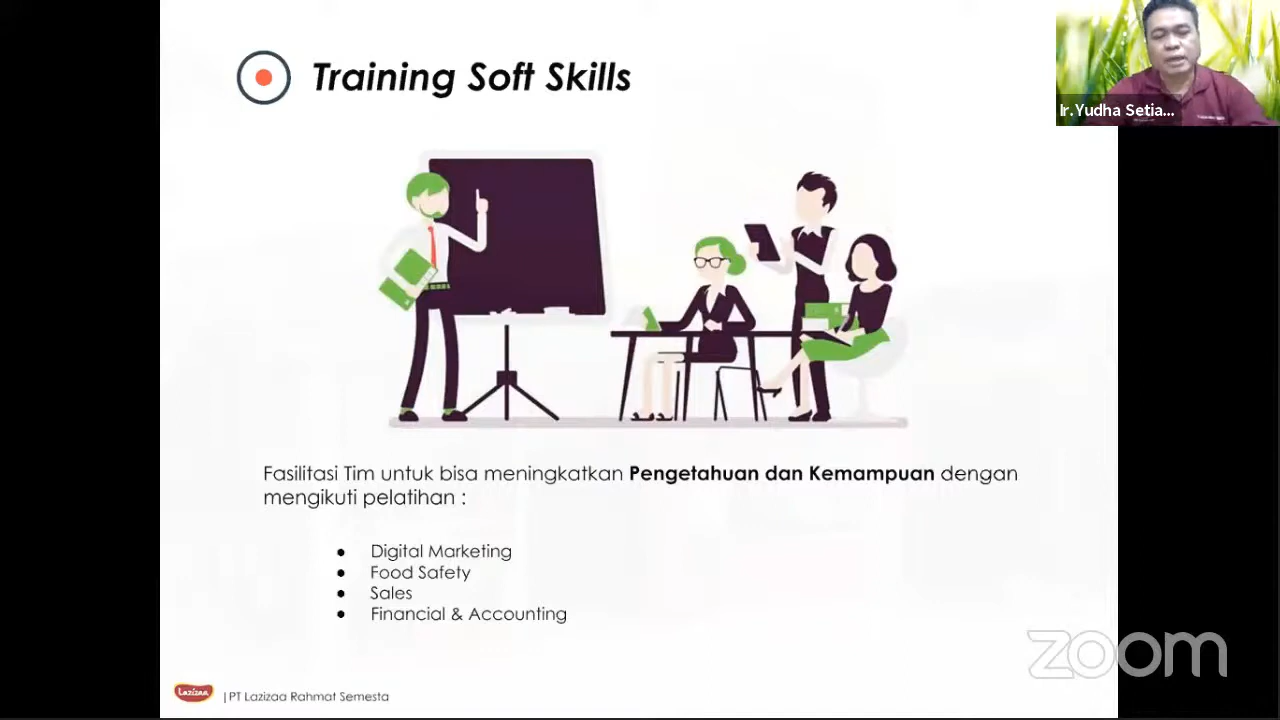 Training Soft Skills
Ir.Yudha Setia...
Fasilitasi Tim untuk bisa meningkatkan Pengetahuan dan Kemampuan dengan
mengikuti pelatihan :
● Digital Marketing
● Food Safety
● Sales
● Financial & Accounting
zoom
Lazizaa |PT Lazizaa Rahmat Semesta